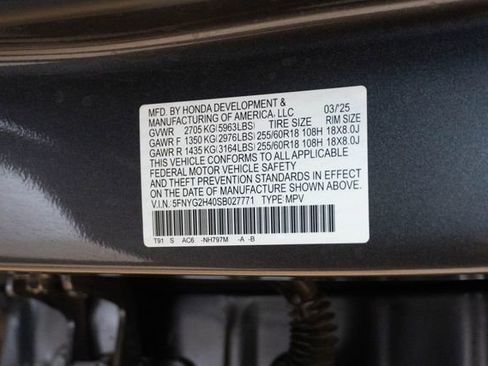 MFD. BY HONDA DEVELOPMENT &
MANUFACTURING OF AMERICA, LLC 03/'25
GVWR 2705 KG (5963LBS) TIRE SIZE RIM SIZE
GAWR F 1350 KG (2976LBS) 255/60R18 108H 18X8.0J
GAWR R 1435 KG (3164LBS) 255/60R18 108H 18X8.0J
THIS VEHICLE CONFORMS TO ALL APPLICABLE
FEDERAL MOTOR VEHICLE SAFETY
AND THEFT PREVENTION STANDARDS IN EFFECT
ON THE DATE OF MANUFACTURE SHOWN ABOVE.
V.I.N. 5FNYG2H40SB027771 TYPE: MPV
T91 S AC6 -NH797M -A -B